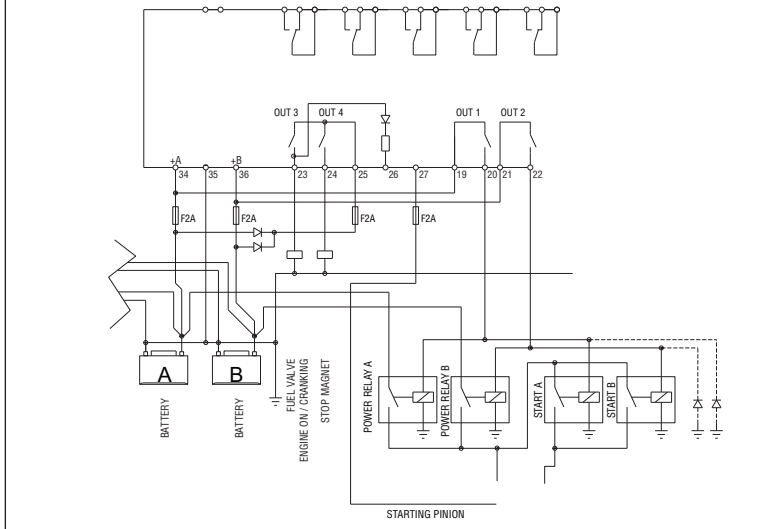 OUT 3 OUT 4 OUT 1 OUT 2
+A +B
34 35 36 23 24 25 26 27 19 20 21 22
F2A F2A F2A F2A
A B
BATTERY
BATTERY
FUEL VALVE
ENGINE ON / CRANKING
STOP MAGNET
POWER RELAY A
POWER RELAY B
START A
START B
STARTING PINION